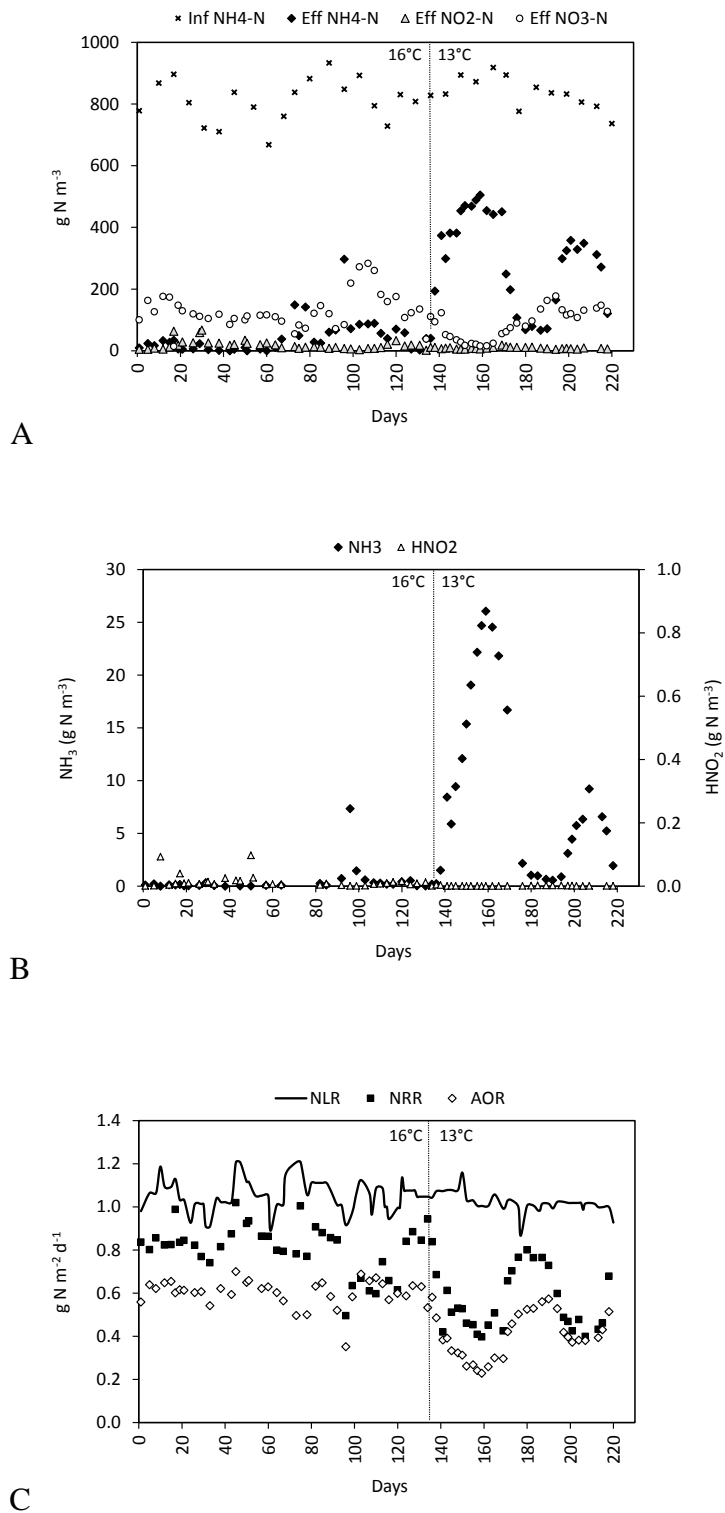 Inf NH4-N Eff NH4-N Eff NO2-N Eff NO3-N
1000
800
600
400
200
0
g N m⁻³
16°C 13°C
0 20 40 60 80 100 120 140 160 180 200 220
Days
A
NH3 HNO2
30
25
20
15
10
5
0
NH₃ (g N m⁻³)
16°C 13°C
1.0
0.8
0.6
0.4
0.2
0.0
HNO₂ (g N m⁻³)
0 20 40 60 80 100 120 140 160 180 200 220
Days
B
NLR NRR AOR
1.4
1.2
1.0
0.8
0.6
0.4
0.2
0.0
g N m⁻² d⁻¹
16°C 13°C
0 20 40 60 80 100 120 140 160 180 200 220
Days
C